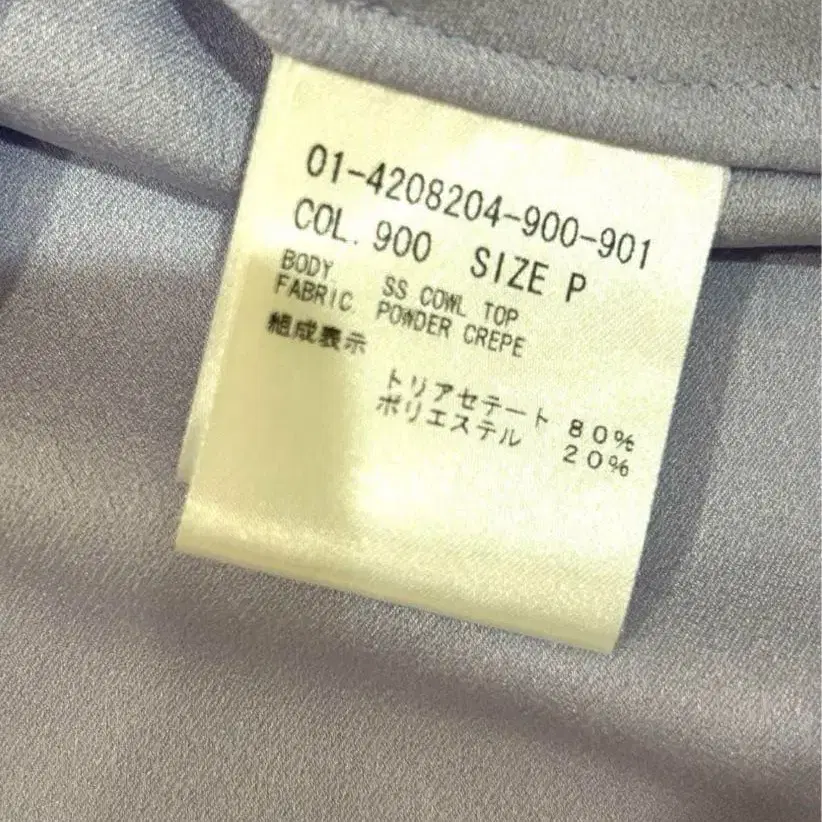 01-4208204-900-901
COL. 900 SIZE P
BODY. SS COWL TOP
FABRIC. POWDER CREPE
組成表示
トリアセテート 80%
ポリエステル 20%